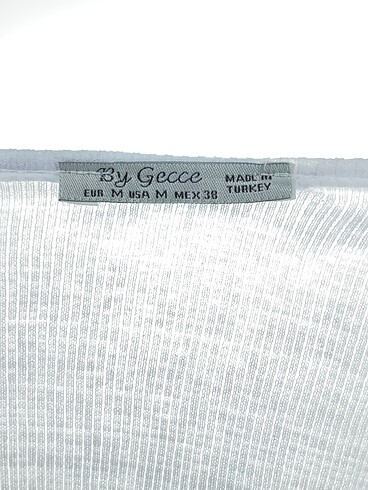 By Gecce
EUR M USA M MEX 38
MADE IN
TURKEY